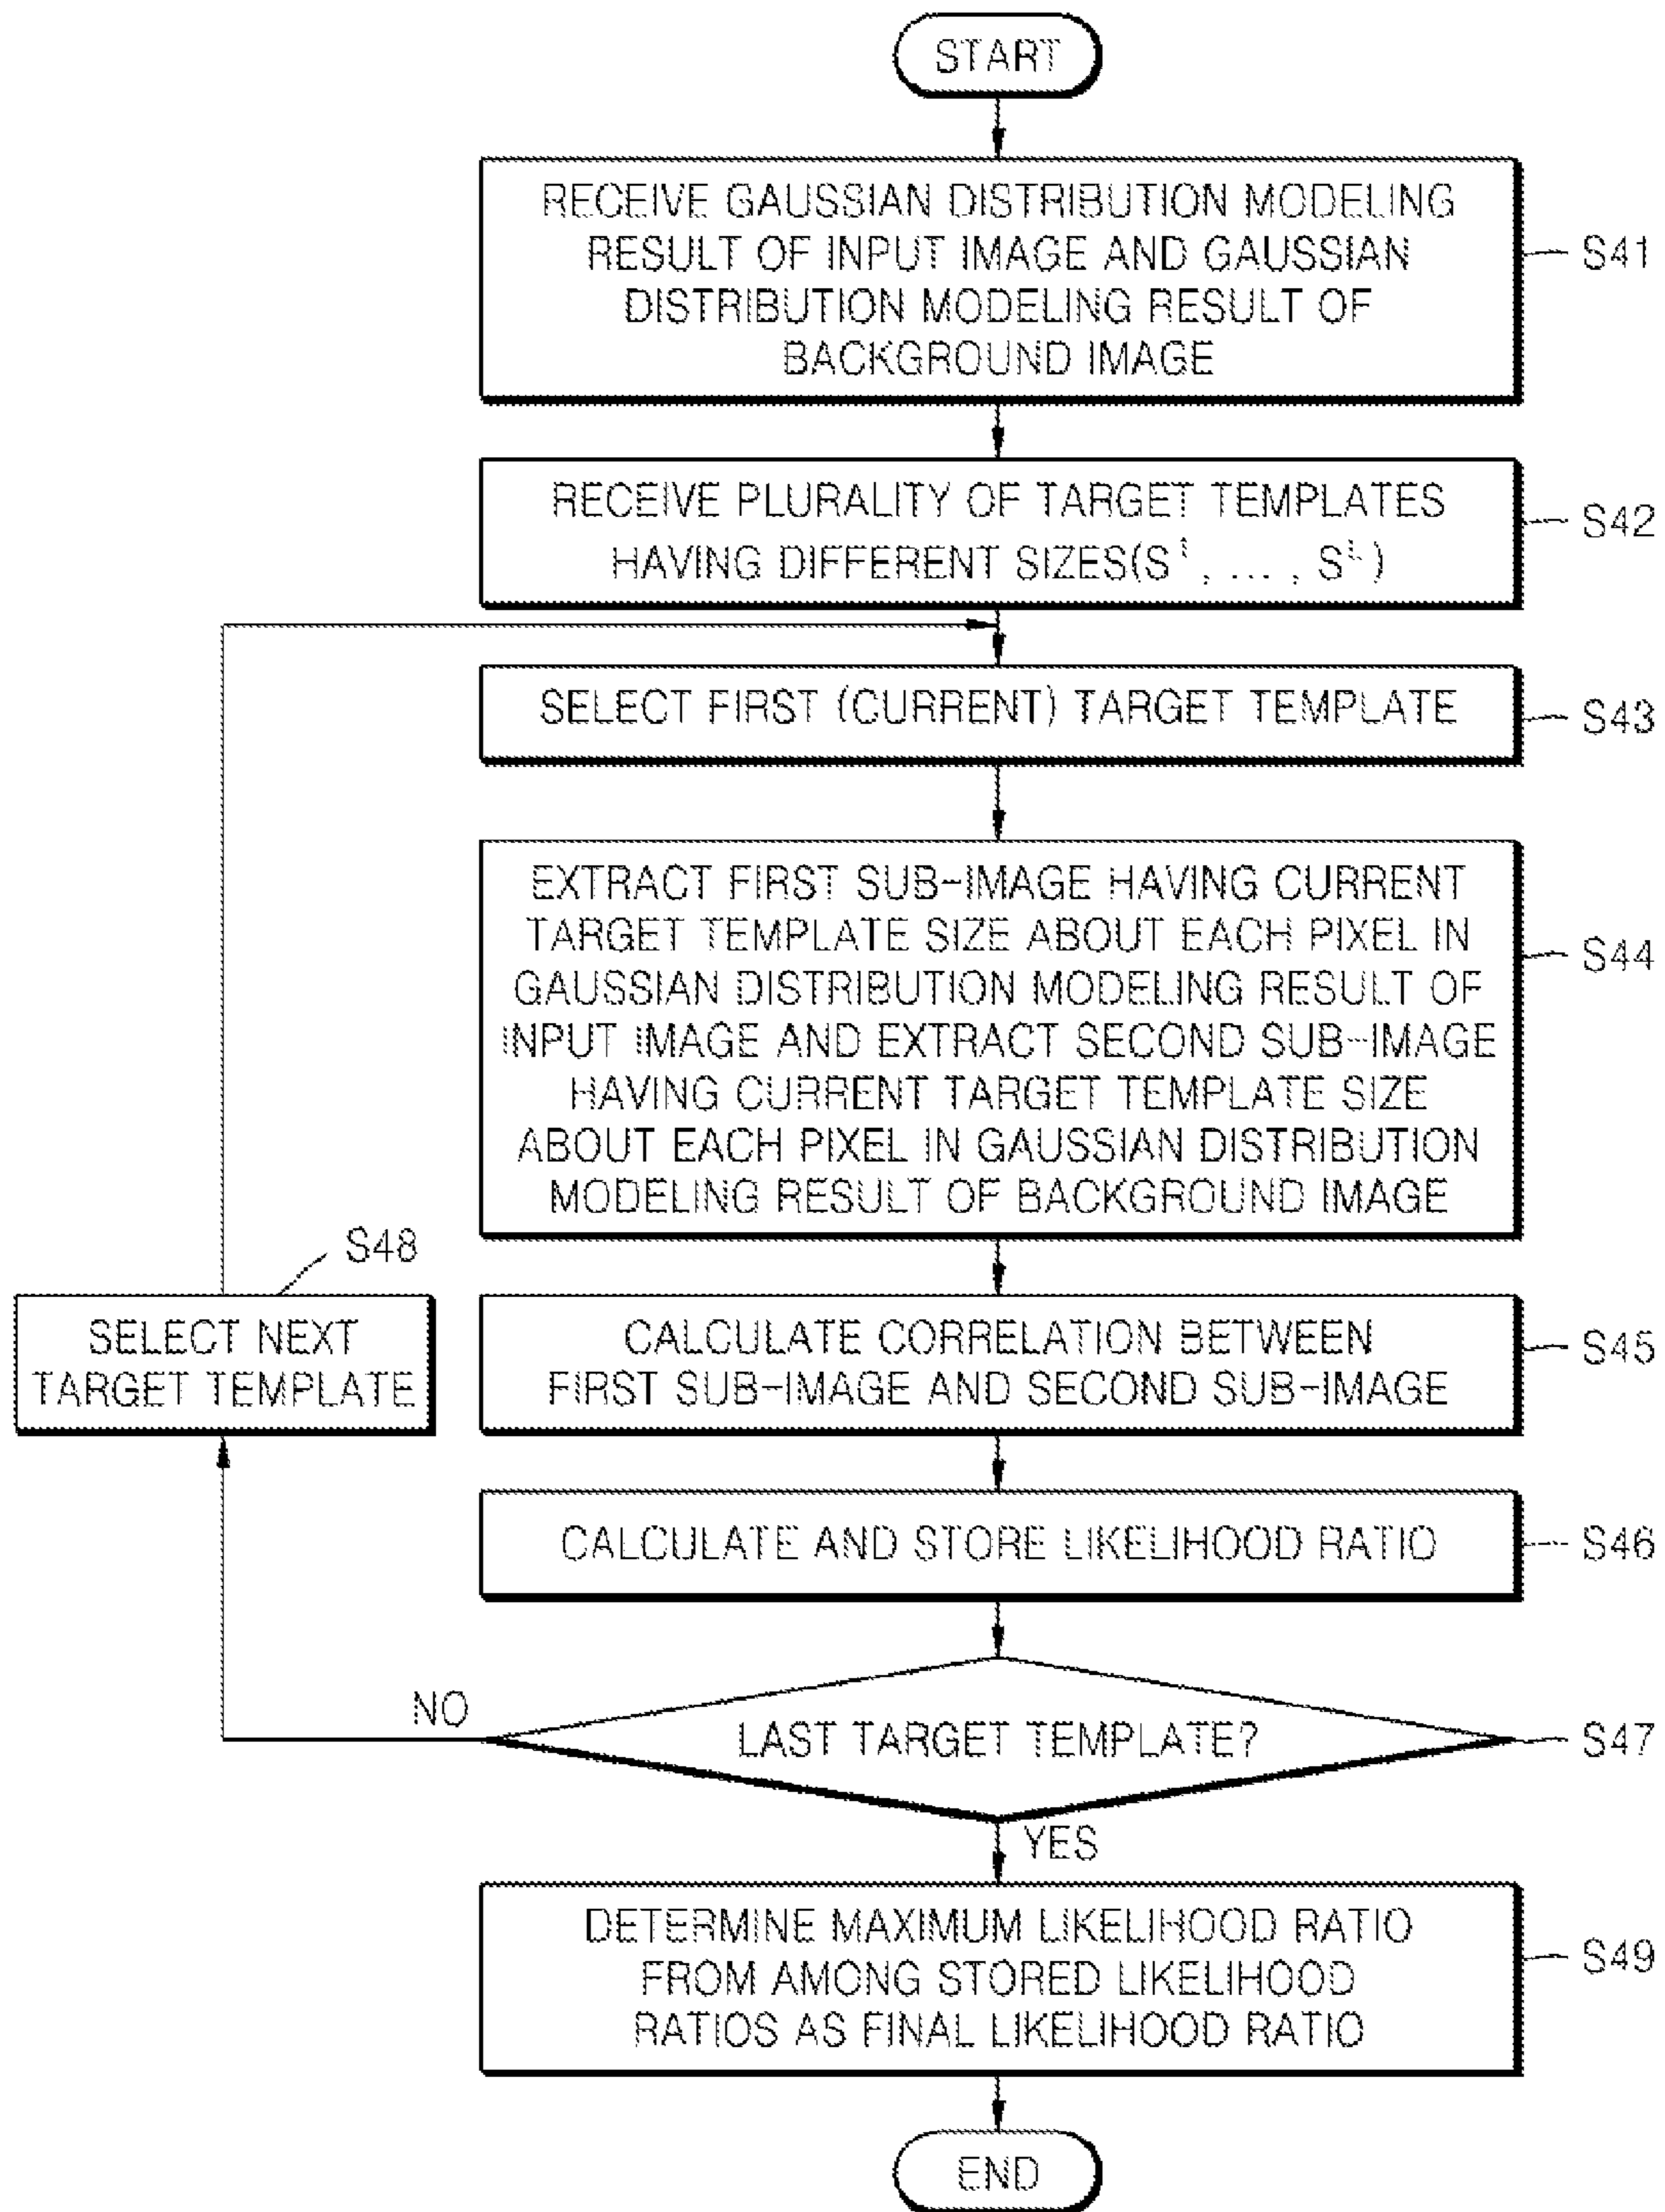 START
RECEIVE GAUSSIAN DISTRIBUTION MODELING
RESULT OF INPUT IMAGE AND GAUSSIAN
DISTRIBUTION MODELING RESULT OF
BACKGROUND IMAGE
S41
RECEIVE PLURALITY OF TARGET TEMPLATES
HAVING DIFFERENT SIZES(S¹, ... , Sᴸ)
S42
SELECT FIRST (CURRENT) TARGET TEMPLATE
S43
EXTRACT FIRST SUB-IMAGE HAVING CURRENT
TARGET TEMPLATE SIZE ABOUT EACH PIXEL IN
GAUSSIAN DISTRIBUTION MODELING RESULT OF
INPUT IMAGE AND EXTRACT SECOND SUB-IMAGE
HAVING CURRENT TARGET TEMPLATE SIZE
ABOUT EACH PIXEL IN GAUSSIAN DISTRIBUTION
MODELING RESULT OF BACKGROUND IMAGE
S44
S48
SELECT NEXT
TARGET TEMPLATE
CALCULATE CORRELATION BETWEEN
FIRST SUB-IMAGE AND SECOND SUB-IMAGE
S45
CALCULATE AND STORE LIKELIHOOD RATIO
S46
NO
LAST TARGET TEMPLATE?
S47
YES
DETERMINE MAXIMUM LIKELIHOOD RATIO
FROM AMONG STORED LIKELIHOOD
RATIOS AS FINAL LIKELIHOOD RATIO
S49
END